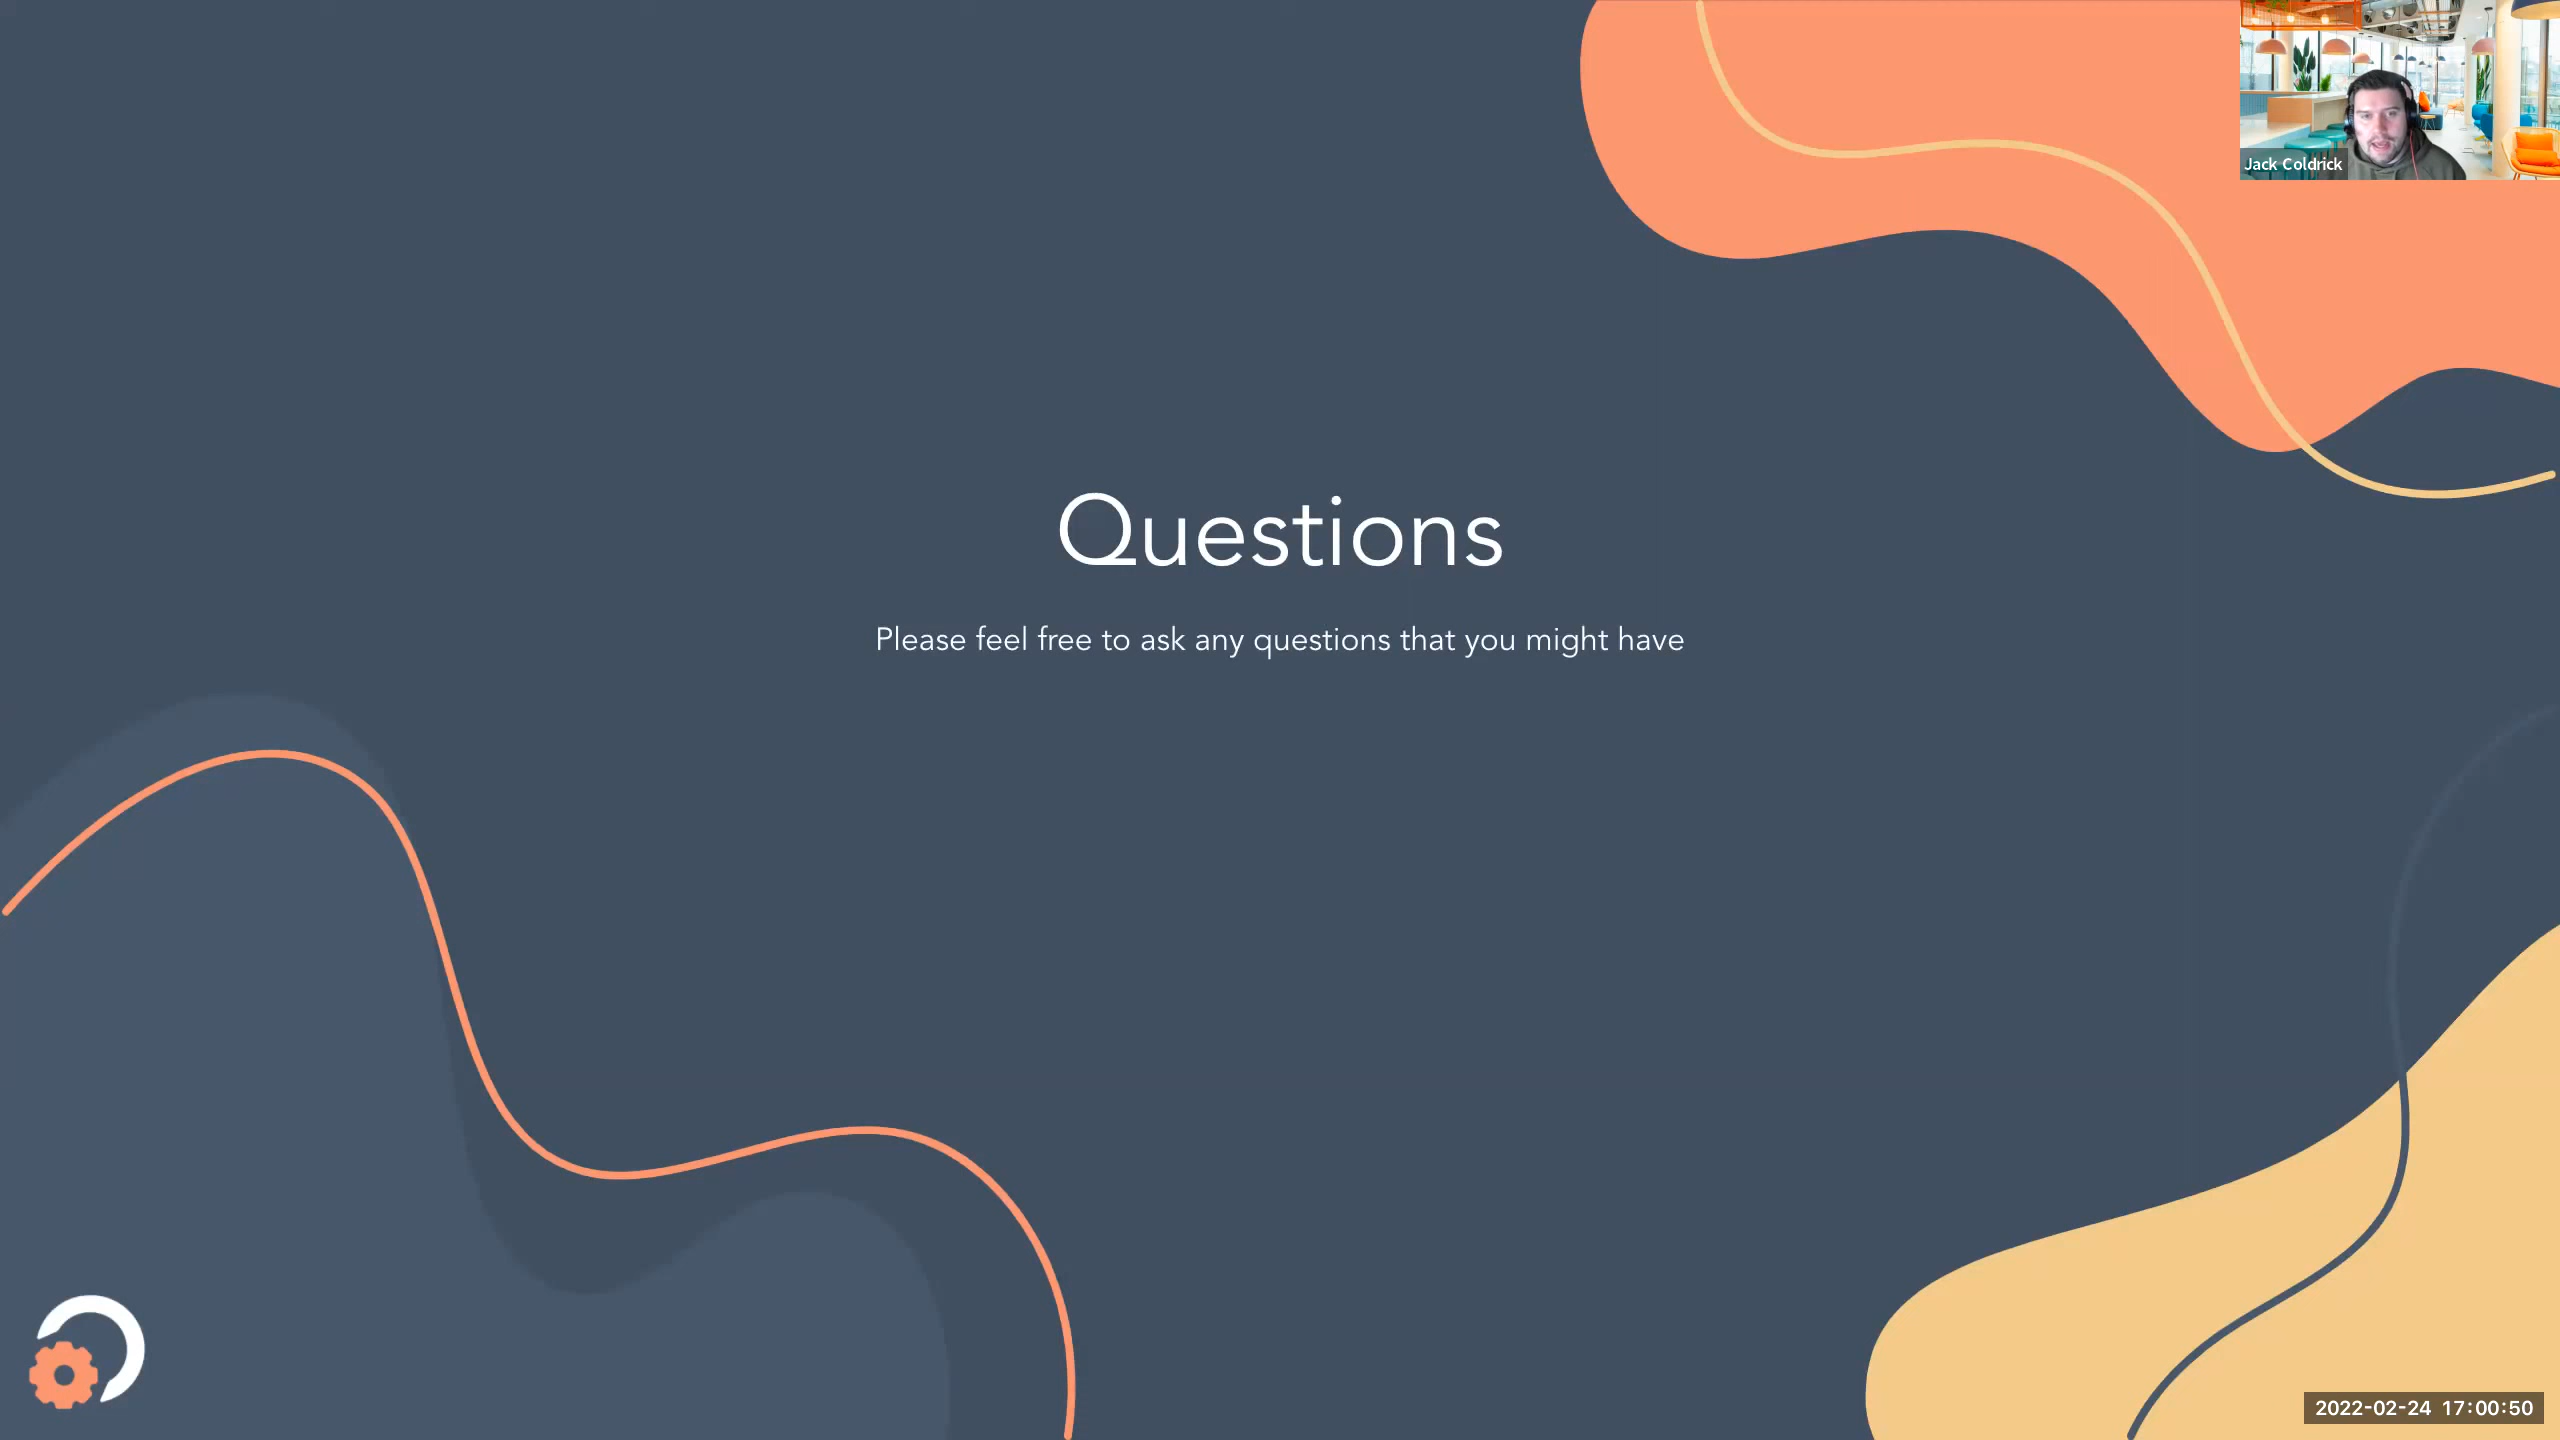 Jack Coldrick
Questions
Please feel free to ask any questions that you might have
2022-02-24 17:00:50